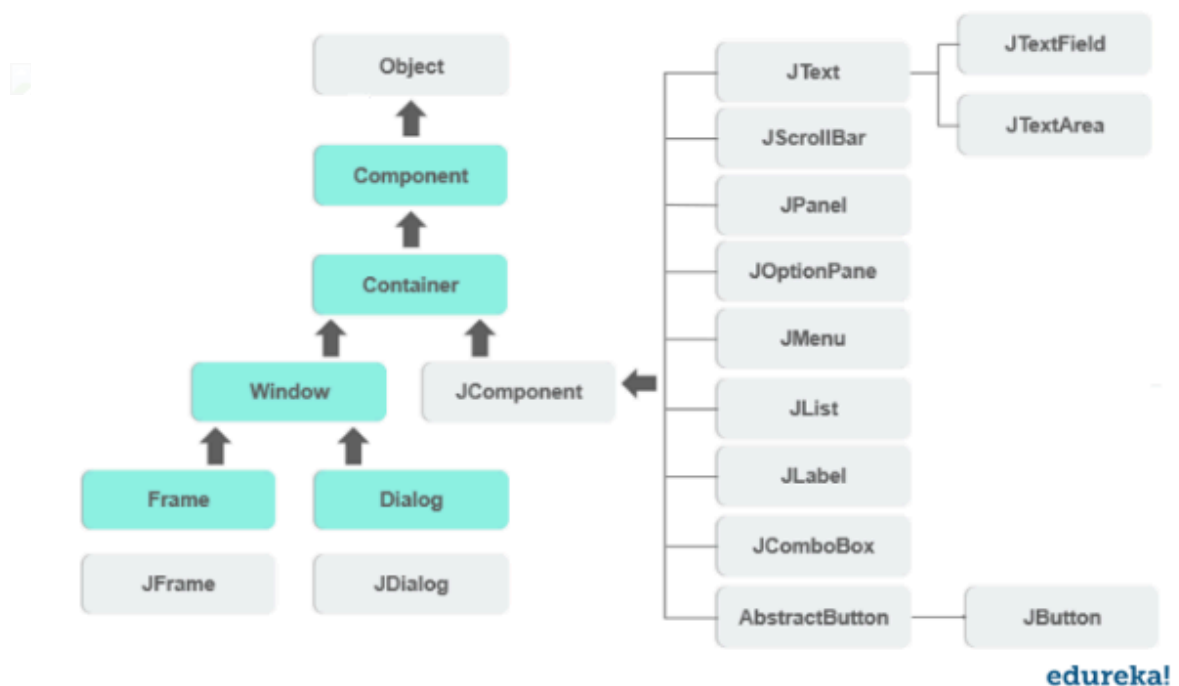 Object
Component
Container
Window
JComponent
Frame
Dialog
JFrame
JDialog
JText
JTextField
JTextArea
JScrollBar
JPanel
JOptionPane
JMenu
JList
JLabel
JComboBox
AbstractButton
JButton
edureka!